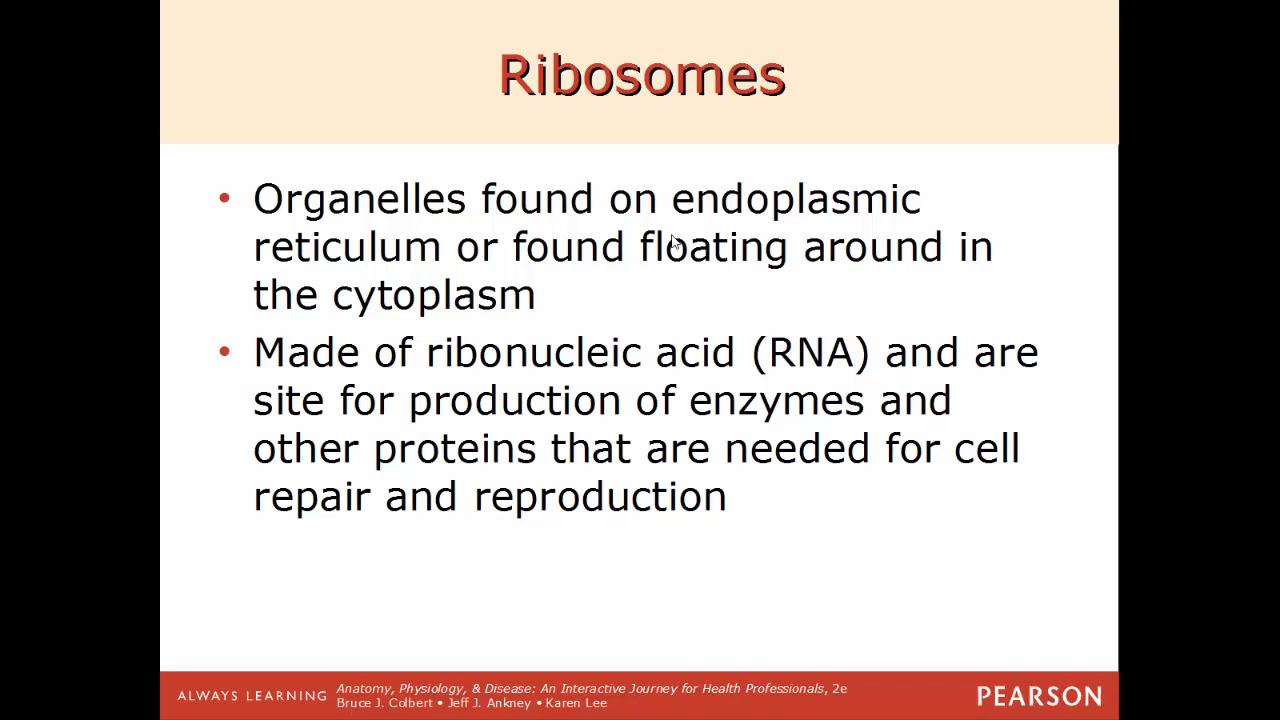 Ribosomes
• Organelles found on endoplasmic
reticulum or found floating around in
the cytoplasm
• Made of ribonucleic acid (RNA) and are
site for production of enzymes and
other proteins that are needed for cell
repair and reproduction
ALWAYS LEARNING
Anatomy, Physiology, & Disease: An Interactive Journey for Health Professionals, 2e
Bruce J. Colbert • Jeff J. Ankney • Karen Lee
PEARSON